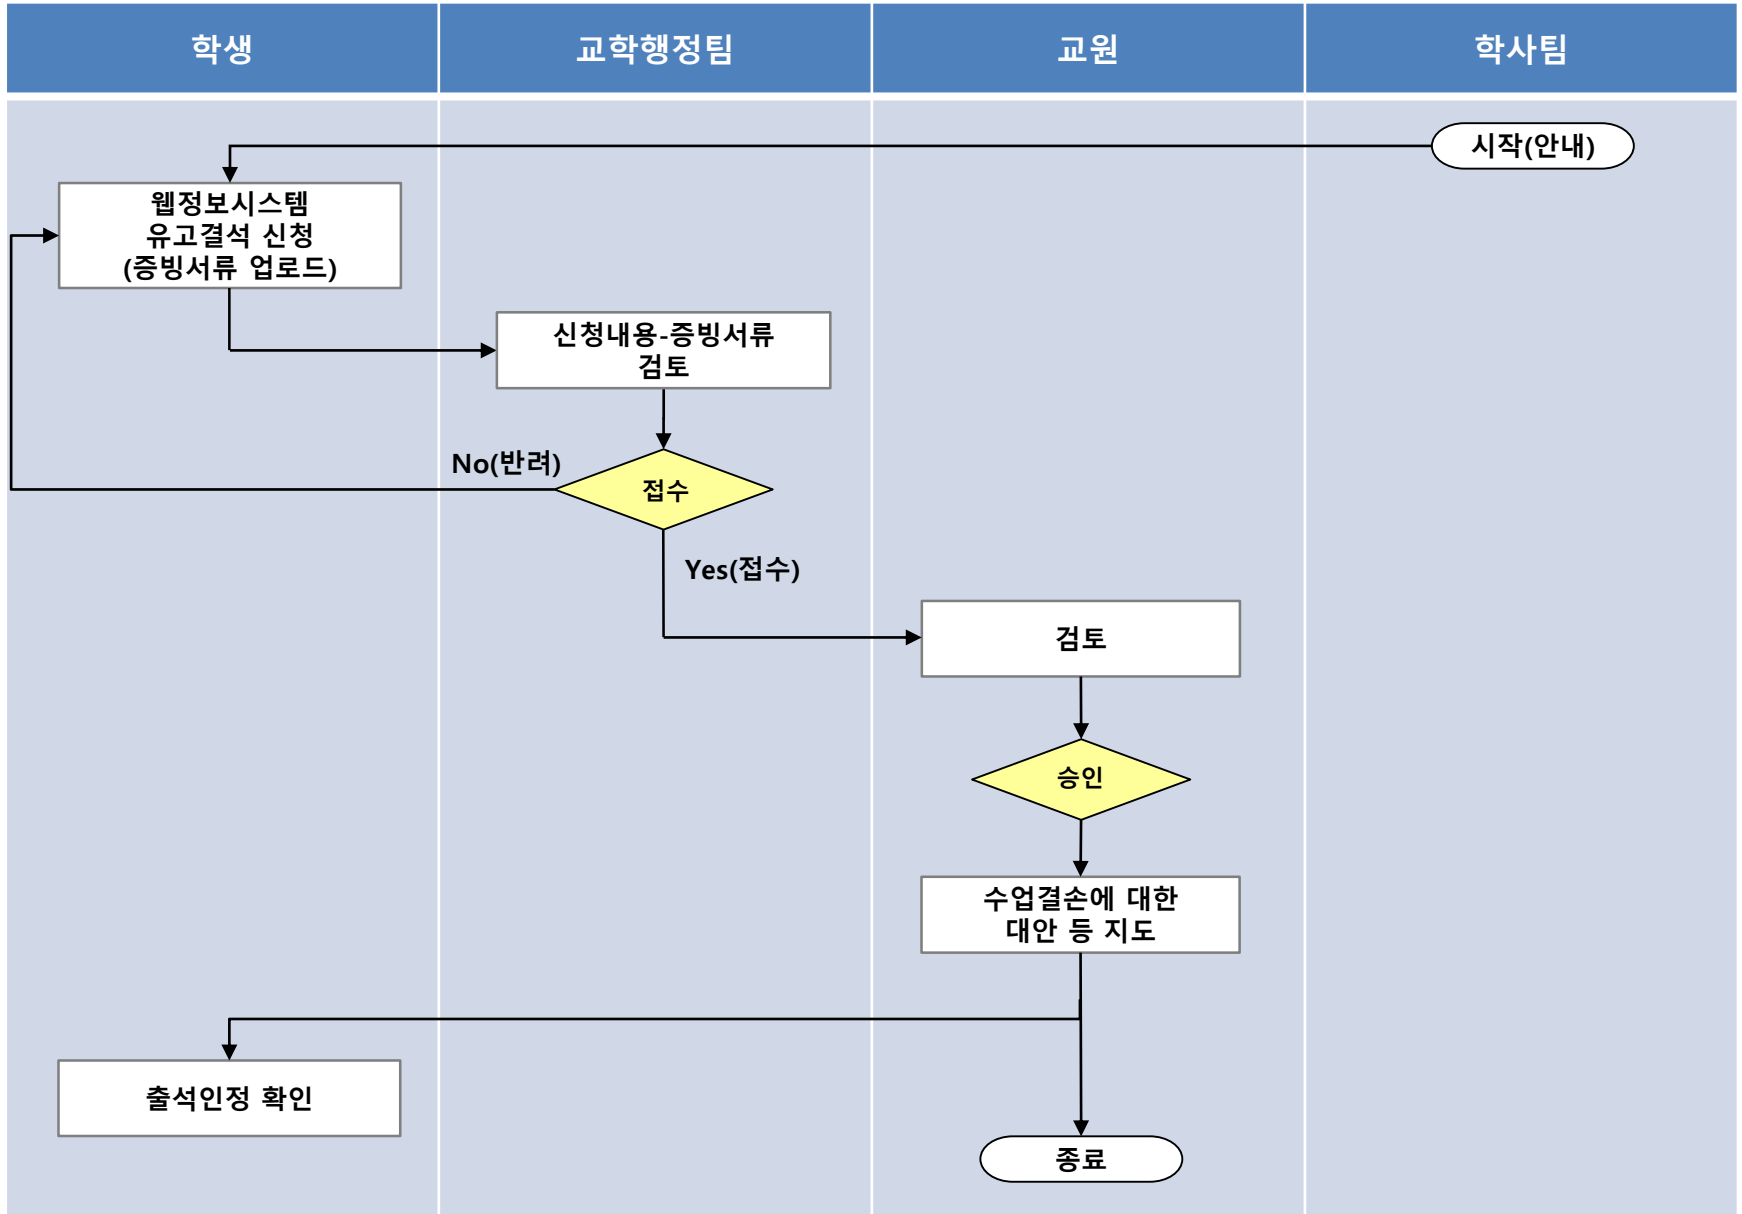 학생
교학행정팀
교원
학사팀
시작(안내)
웹정보시스템
유고결석 신청
(증빙서류 업로드)
신청내용-증빙서류
검토
No(반려)
접수
Yes(접수)
검토
승인
수업결손에 대한
대안 등 지도
출석인정 확인
종료